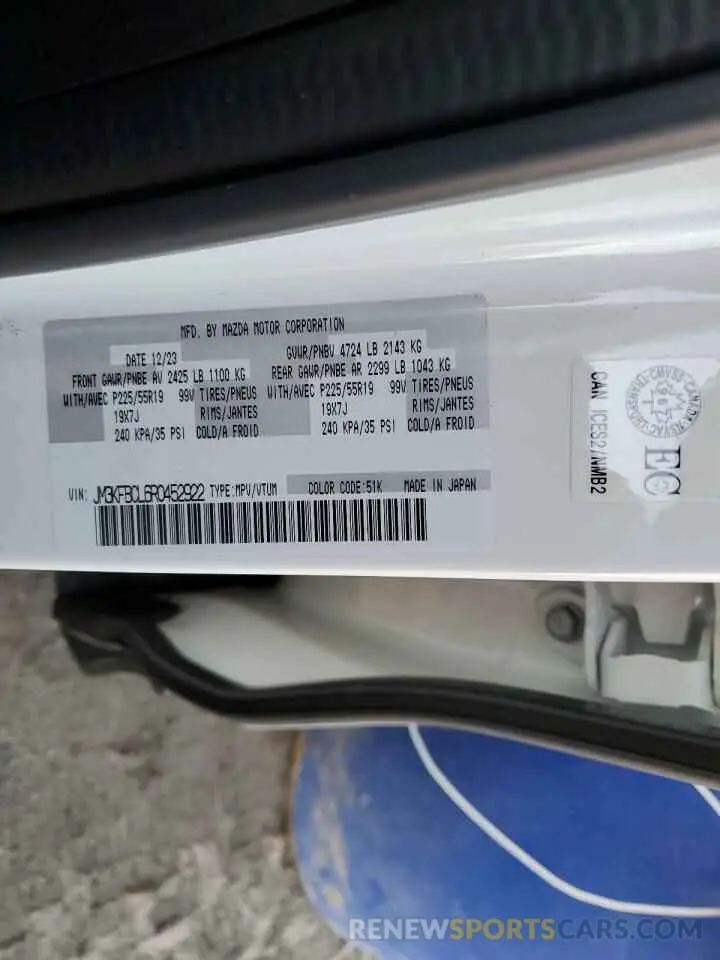 MFD. BY MAZDA MOTOR CORPORATION
DATE 12/23 GVWR/PNBV 4724 LB 2143 KG
FRONT GAWR/PNBE AV 2425 LB 1100 KG REAR GAWR/PNBE AR 2299 LB 1043 KG
WITH/AVEC P225/55R19 99V TIRES/PNEUS WITH/AVEC P225/55R19 99V TIRES/PNEUS
19X7J RIMS/JANTES 19X7J RIMS/JANTES
240 KPA/35 PSI COLD/A FROID 240 KPA/35 PSI COLD/A FROID
VIN: JM3KFBCL6R0452922 TYPE:MPV/VTUM COLOR CODE:51K MADE IN JAPAN
CAN ICES2/NMB2
EC
RENEWSPORTSCARS.COM